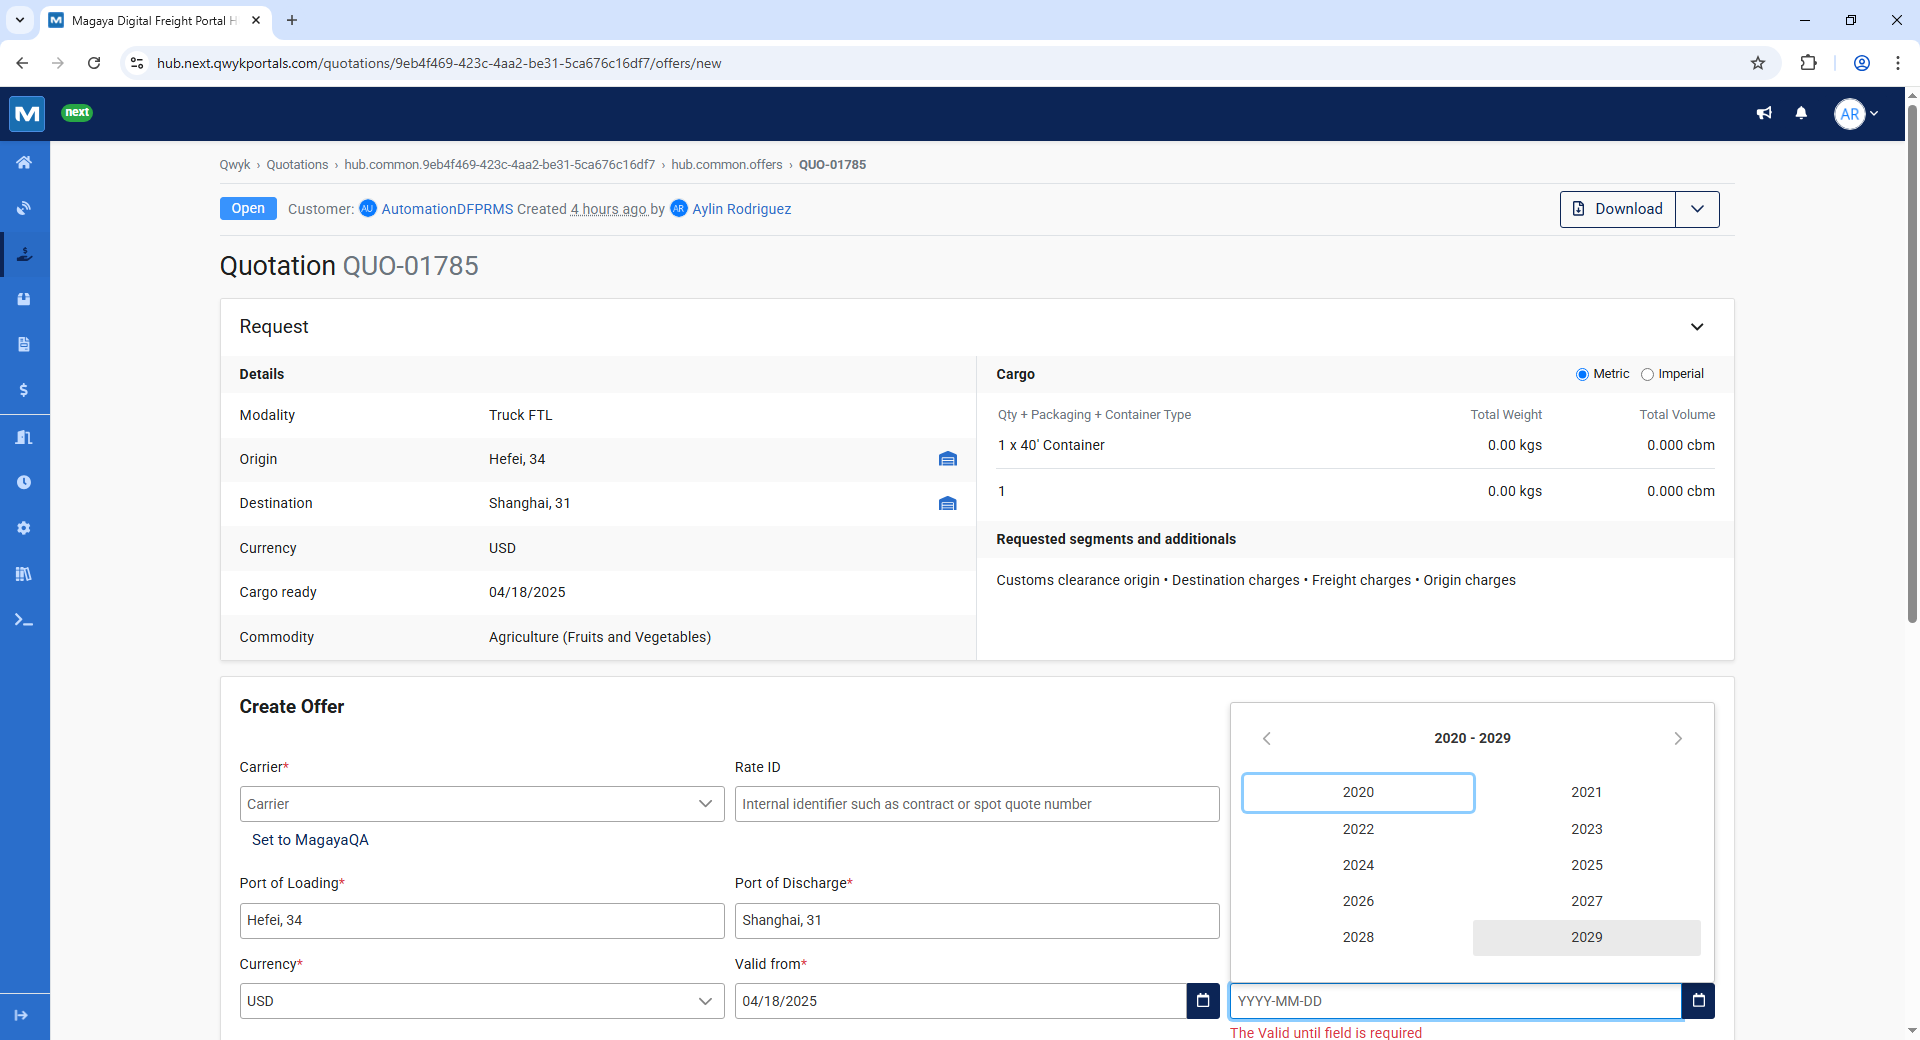 Magaya Digital Freight Portal H
hub.next.qwykportals.com/quotations/9eb4f469-423c-4aa2-be31-5ca676c16df7/offers/new
next
AR
Qwyk › Quotations › hub.common.9eb4f469-423c-4aa2-be31-5ca676c16df7 › hub.common.offers › QUO-01785
Open Customer: AU AutomationDFPRMS Created 4 hours ago by AR Aylin Rodriguez
Download
Quotation QUO-01785
Request
Details
Modality Truck FTL
Origin Hefei, 34
Destination Shanghai, 31
Currency USD
Cargo ready 04/18/2025
Commodity Agriculture (Fruits and Vegetables)
Cargo Metric Imperial
Qty + Packaging + Container Type Total Weight Total Volume
1 x 40' Container 0.00 kgs 0.000 cbm
1 0.00 kgs 0.000 cbm
Requested segments and additionals
Customs clearance origin • Destination charges • Freight charges • Origin charges
Create Offer
Carrier* Rate ID
Carrier Internal identifier such as contract or spot quote number
Set to MagayaQA
Port of Loading* Port of Discharge*
Hefei, 34 Shanghai, 31
Currency* Valid from*
USD 04/18/2025
2020 - 2029
2020 2021
2022 2023
2024 2025
2026 2027
2028 2029
YYYY-MM-DD
The Valid until field is required